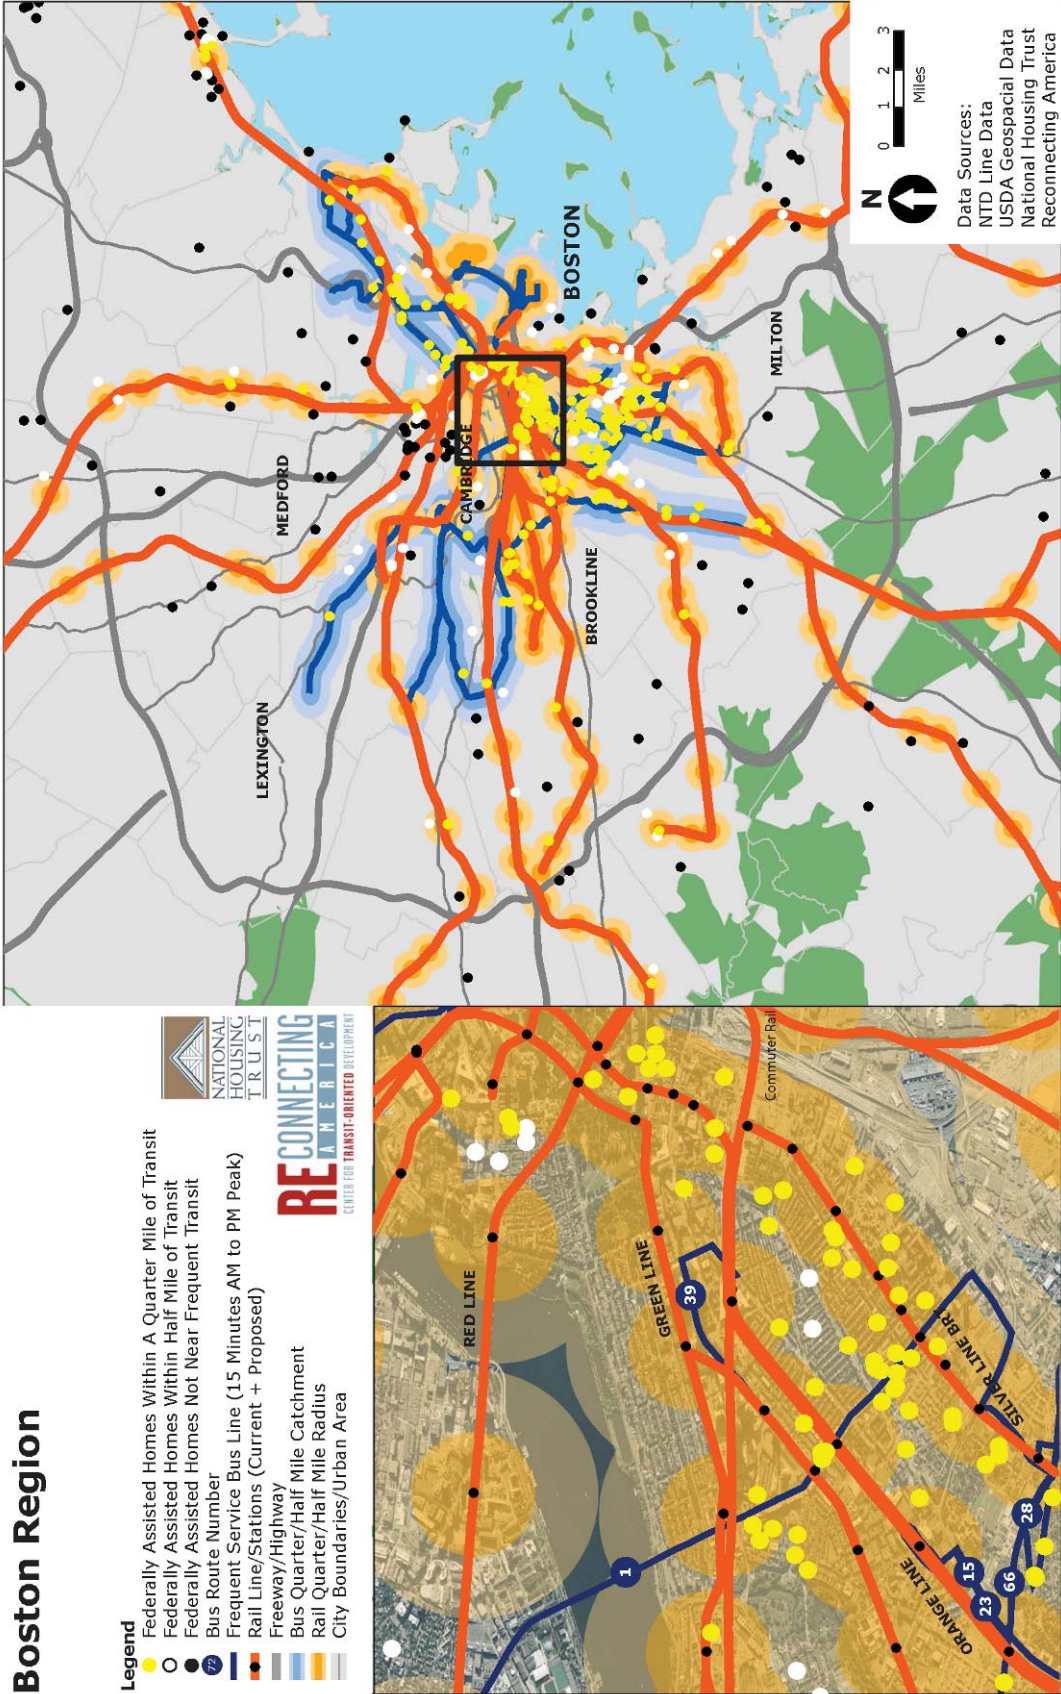 Boston Region
Legend
Federally Assisted Homes Within A Quarter Mile of Transit
Federally Assisted Homes Within Half Mile of Transit
Federally Assisted Homes Not Near Frequent Transit
72 Bus Route Number
Frequent Service Bus Line (15 Minutes AM to PM Peak)
Rail Line/Stations (Current + Proposed)
Freeway/Highway
Bus Quarter/Half Mile Catchment
Rail Quarter/Half Mile Radius
City Boundaries/Urban Area
NATIONAL
HOUSING
TRUST
RECONNECTING
AMERICA
CENTER FOR TRANSIT-ORIENTED DEVELOPMENT
RED LINE
GREEN LINE
39
1
Commuter Rail
SILVER LINE BRT
ORANGE LINE
15
23
66
28
LEXINGTON
MEDFORD
CAMBRIDGE
BROOKLINE
BOSTON
MILTON
N
0 1 2 3
Miles
Data Sources:
NTD Line Data
USDA Geospacial Data
National Housing Trust
Reconnecting America